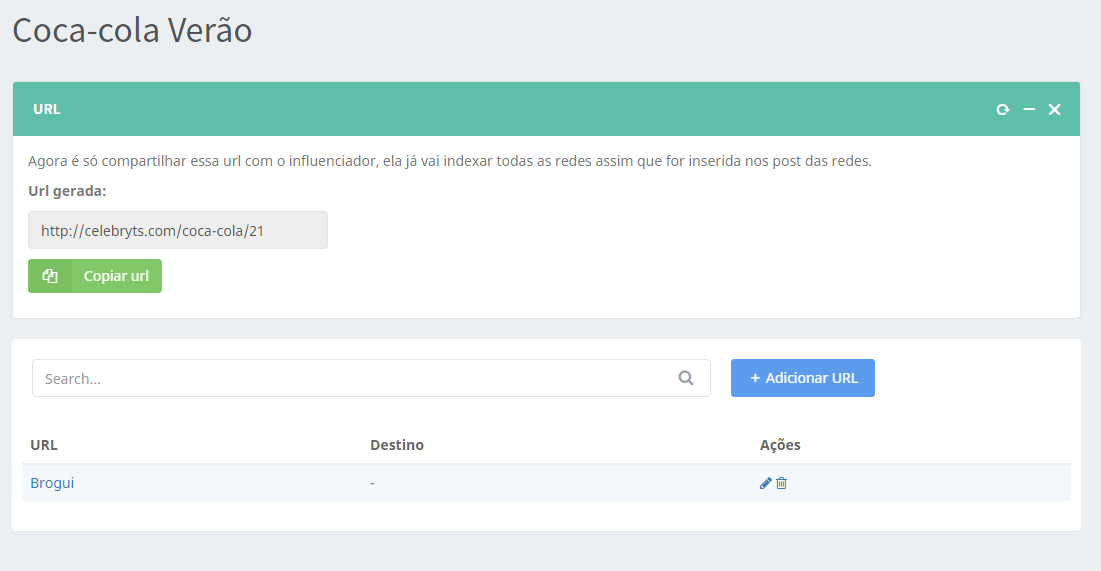 Coca-cola Verão
URL
Agora é só compartilhar essa url com o influenciador, ela já vai indexar todas as redes assim que for inserida nos post das redes.
Url gerada:
http://celebryts.com/coca-cola/21
Copiar url
Search...
+ Adicionar URL
URL Destino Ações
Brogui -